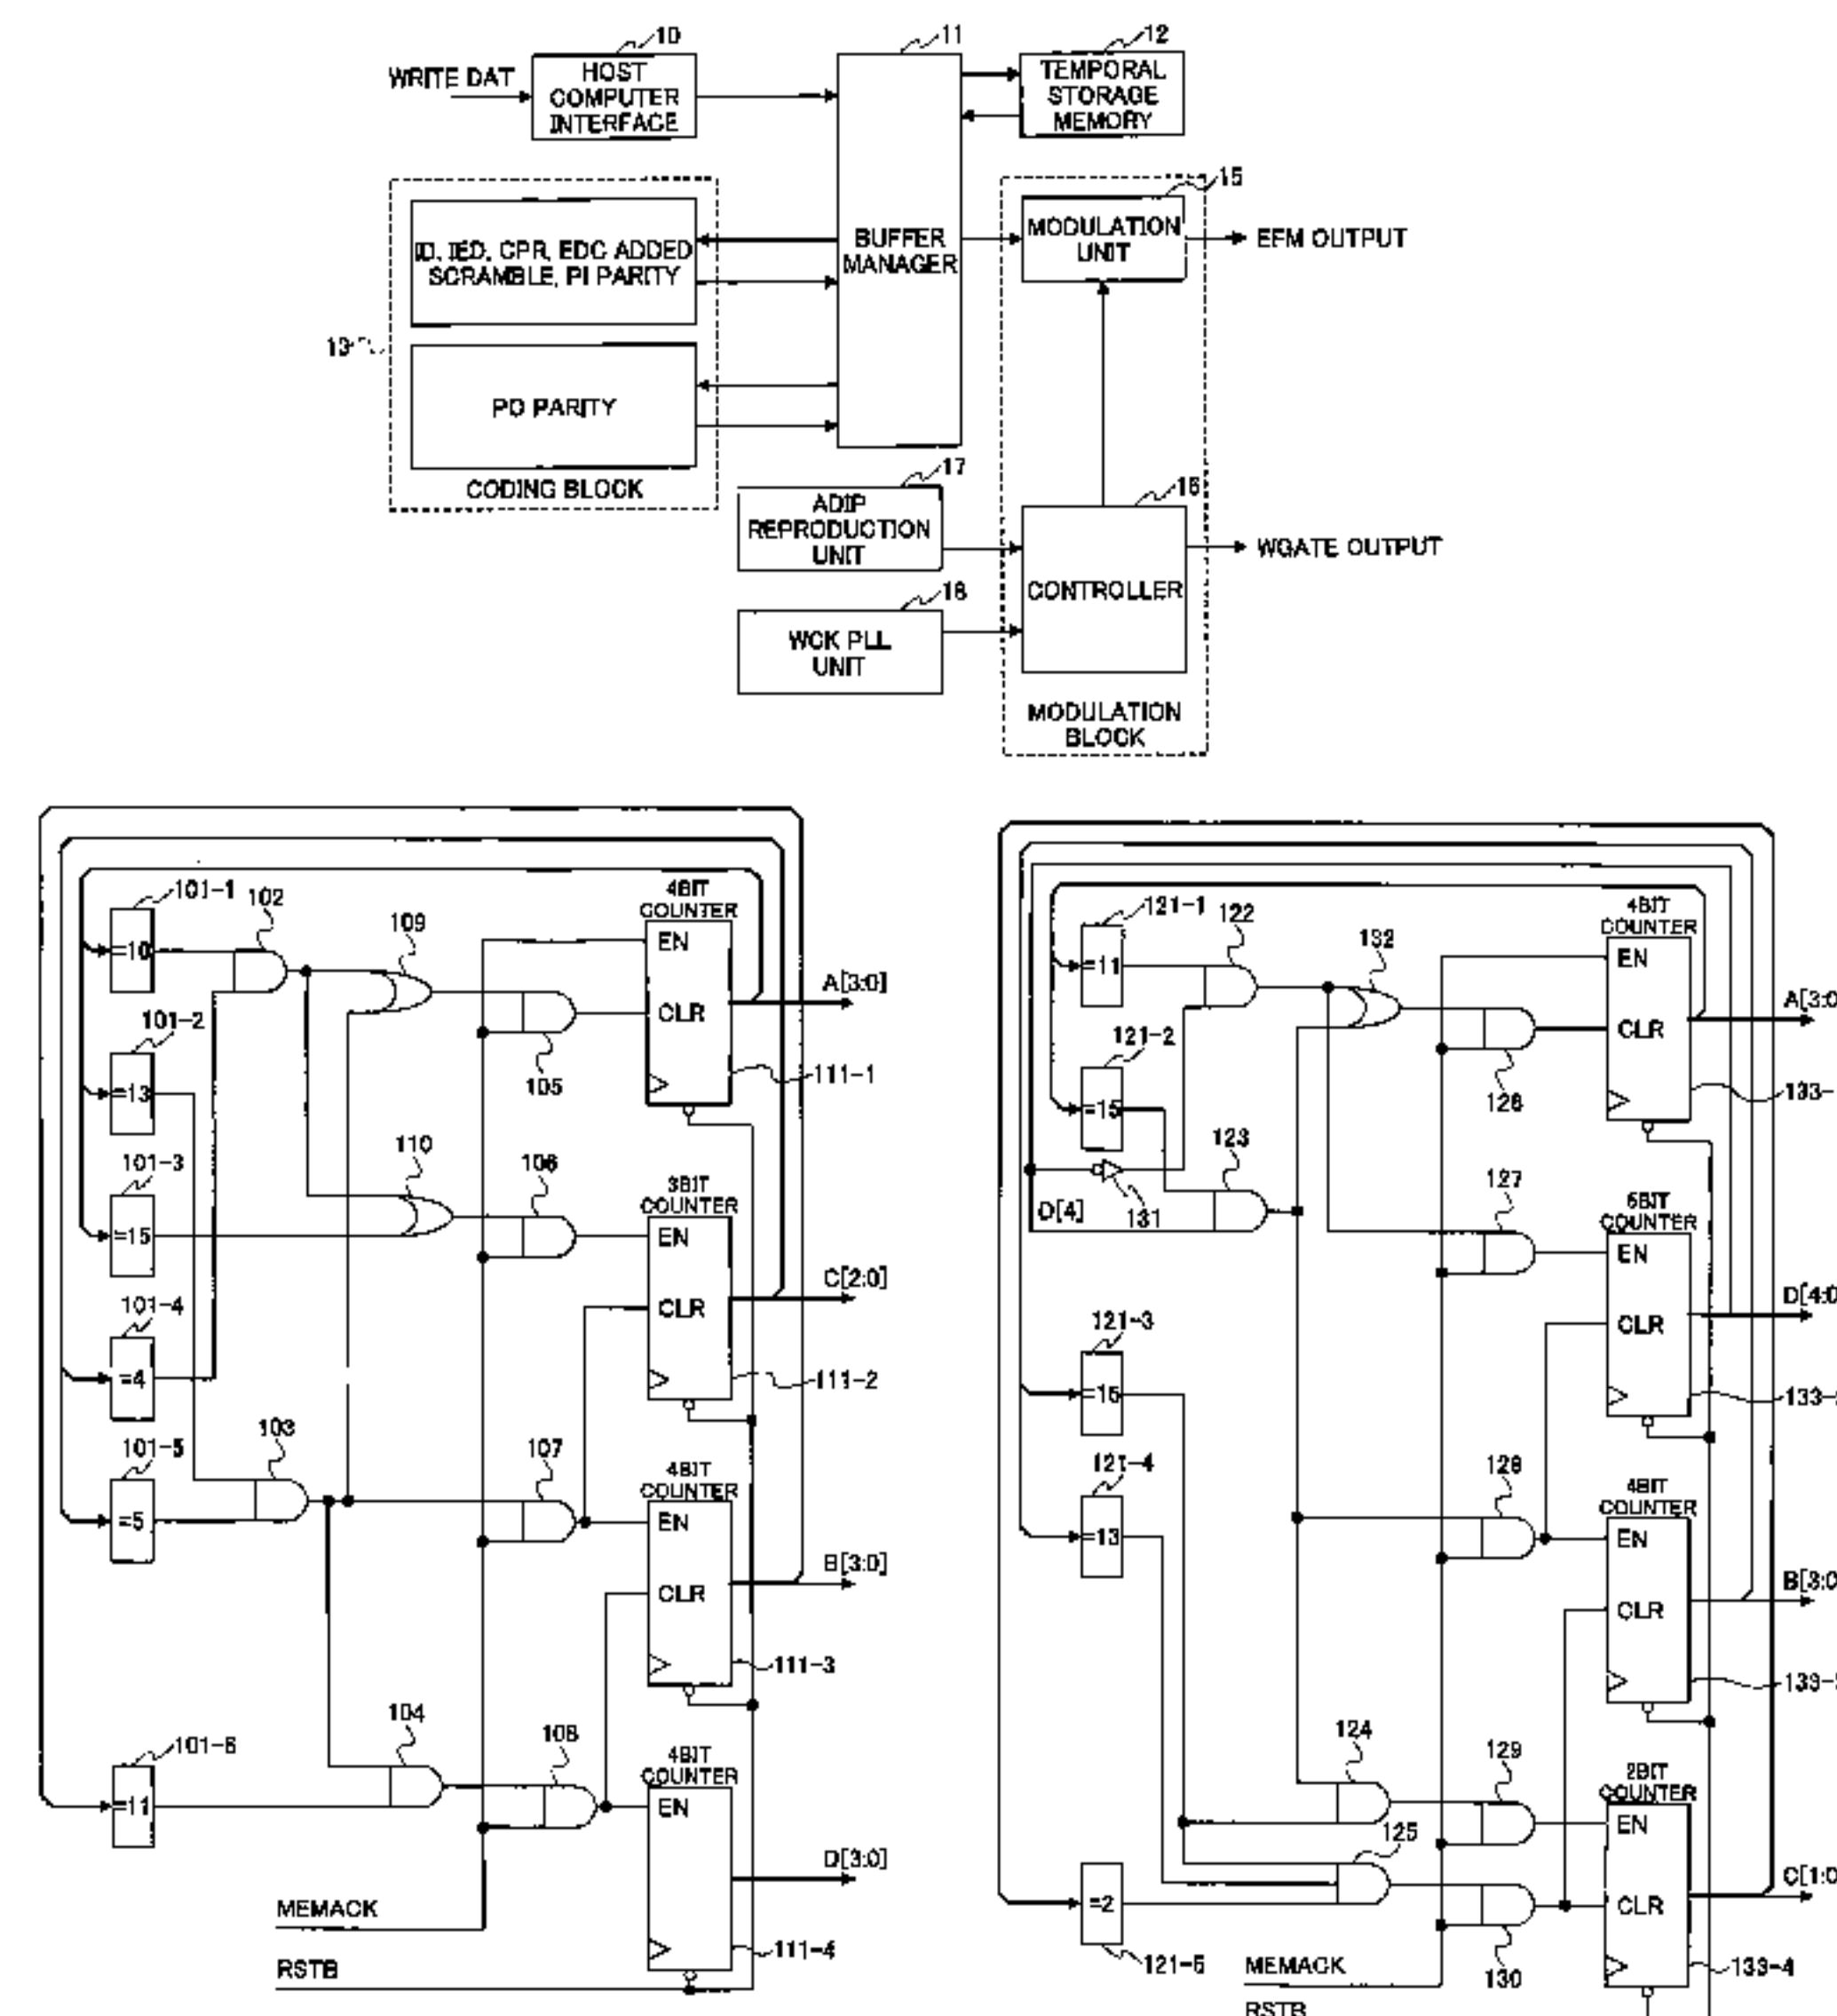 10
11
12
WRITE DAT
HOST
COMPUTER
INTERFACE
TEMPORAL
STORAGE
MEMORY
15
ID, IED, CPR, EDC ADDED
SCRAMBLE, PI PARITY
BUFFER
MANAGER
MODULATION
UNIT
EFM OUTPUT
13
PO PARITY
CODING BLOCK
17
ADIP
REPRODUCTION
UNIT
16
CONTROLLER
WGATE OUTPUT
18
WCK PLL
UNIT
MODULATION
BLOCK
101-1
102
109
4BIT
COUNTER
=10
EN
CLR
A[3:0]
101-2
=13
105
111-1
101-3
110
106
3BIT
COUNTER
=15
EN
CLR
C[2:0]
101-4
=4
111-2
101-5
103
107
4BIT
COUNTER
=5
EN
CLR
B[3:0]
111-3
101-6
104
108
4BIT
COUNTER
=11
EN
D[3:0]
MEMACK
111-4
RSTB
121-1
122
132
4BIT
COUNTER
=11
EN
CLR
A[3:0
121-2
=15
126
133-
123
127
5BIT
COUNTER
D[4]
131
EN
CLR
D[4:0
121-3
=15
133-
121-4
128
4BIT
COUNTER
=13
EN
CLR
B[3:0
133-
124
129
2BIT
COUNTER
125
EN
CLR
C[1:0
=2
121-5
MEMACK
130
133-4
RSTB